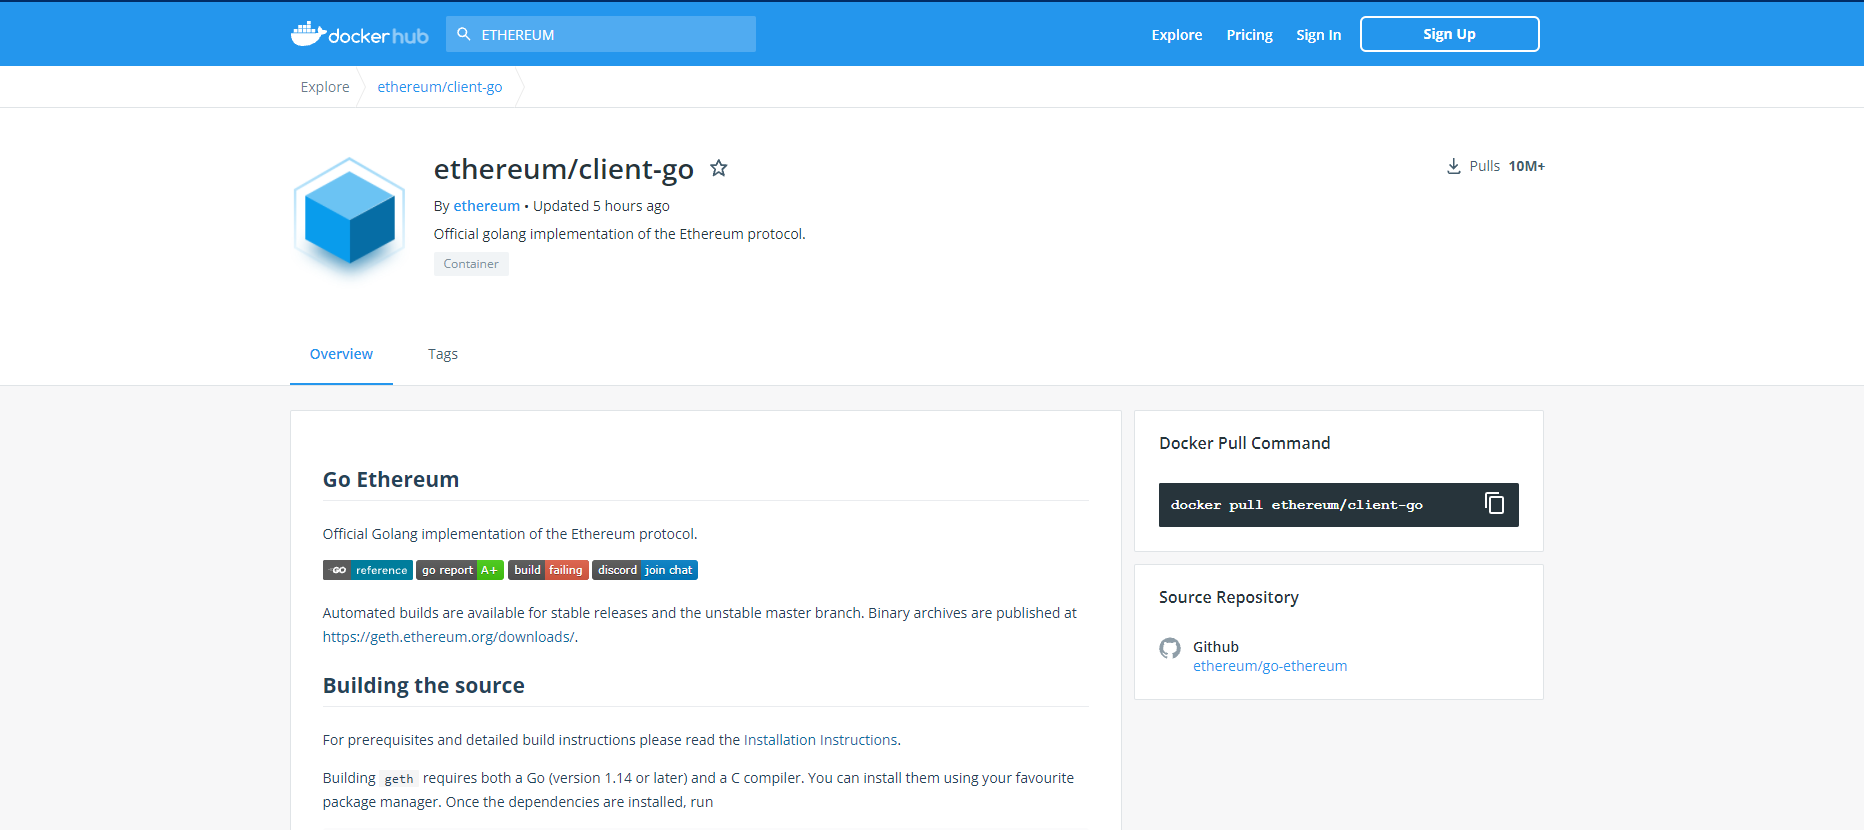 docker hub
ETHEREUM
Explore
Pricing
Sign In
Sign Up
Explore
ethereum/client-go
ethereum/client-go
Pulls 10M+
By ethereum • Updated 5 hours ago
Official golang implementation of the Ethereum protocol.
Container
Overview
Tags
Go Ethereum
Official Golang implementation of the Ethereum protocol.
GO reference go report A+ build failing discord join chat
Automated builds are available for stable releases and the unstable master branch. Binary archives are published at
https://geth.ethereum.org/downloads/.
Building the source
For prerequisites and detailed build instructions please read the Installation Instructions.
Building geth requires both a Go (version 1.14 or later) and a C compiler. You can install them using your favourite
package manager. Once the dependencies are installed, run
Docker Pull Command
docker pull ethereum/client-go
Source Repository
Github
ethereum/go-ethereum